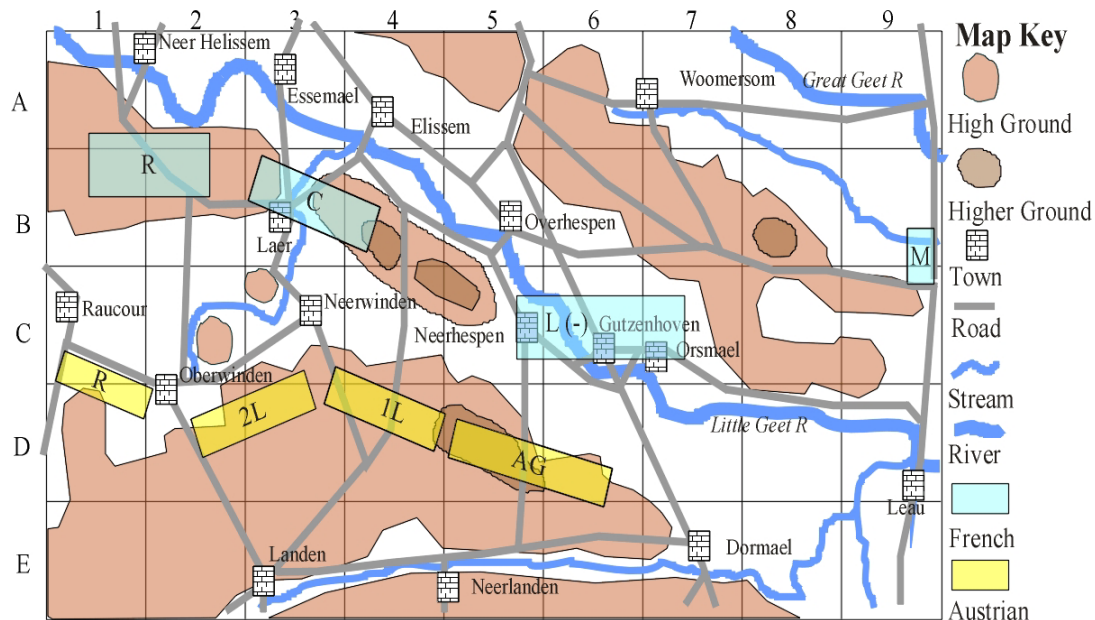 1 2 3 4 5 6 7 8 9
A
B
C
D
E
Neer Helissem
Essemael
Elissem
Woomersom
Great Geet R
R
C
Laer
Overhespen
M
Raucour
Neerwinden
Neerhespen
L (-)
Gutzenhoven
Orsmael
R
Oberwinden
2L
1L
AG
Little Geet R
Leau
Landen
Dormael
Neerlanden
Map Key
High Ground
Higher Ground
Town
Road
Stream
River
French
Austrian